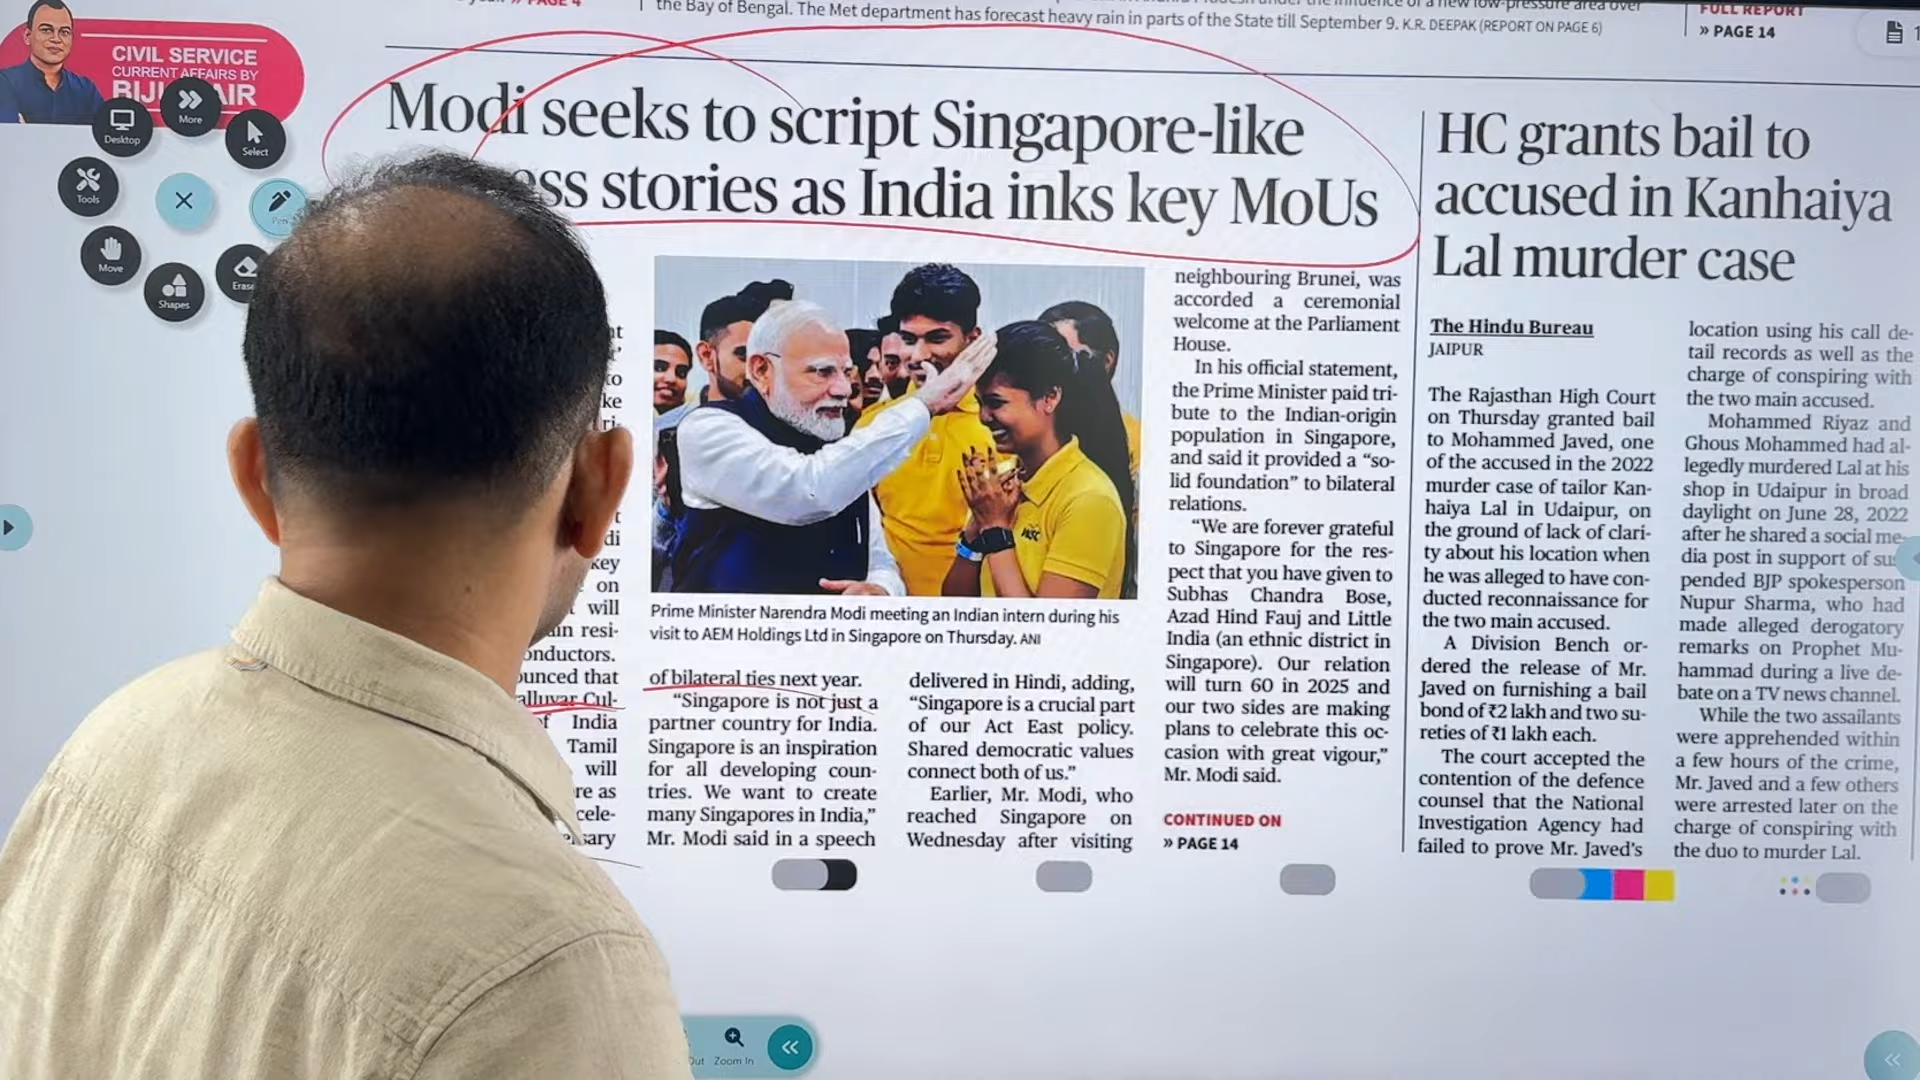 CIVIL SERVICE
CURRENT AFFAIRS BY
Desktop
More
Select
Tools
Pen
Move
Shapes
the Bay of Bengal. The Met department has forecast heavy rain in parts of the State till September 9. K.R. DEEPAK (REPORT ON PAGE 6)
FULL REPORT
» PAGE 14
Modi seeks to script Singapore-like
stories as India inks key MoUs
key
on
will
resi-
onductors.
ounced that
alluvar Cul-
of India
Tamil
will
re as
cele-
Prime Minister Narendra Modi meeting an Indian intern during his
visit to AEM Holdings Ltd in Singapore on Thursday. ANI
of bilateral ties next year.
“Singapore is not just a
partner country for India.
Singapore is an inspiration
for all developing coun-
tries. We want to create
many Singapores in India,”
Mr. Modi said in a speech
delivered in Hindi, adding,
“Singapore is a crucial part
of our Act East policy.
Shared democratic values
connect both of us.”
Earlier, Mr. Modi, who
reached Singapore on
Wednesday after visiting
neighbouring Brunei, was
accorded a ceremonial
welcome at the Parliament
House.
In his official statement,
the Prime Minister paid tri-
bute to the Indian-origin
population in Singapore,
and said it provided a “so-
lid foundation” to bilateral
relations.
“We are forever grateful
to Singapore for the res-
pect that you have given to
Subhas Chandra Bose,
Azad Hind Fauj and Little
India (an ethnic district in
Singapore). Our relation
will turn 60 in 2025 and
our two sides are making
plans to celebrate this oc-
casion with great vigour,”
Mr. Modi said.
CONTINUED ON
» PAGE 14
HC grants bail to
accused in Kanhaiya
Lal murder case
The Hindu Bureau
JAIPUR
The Rajasthan High Court
on Thursday granted bail
to Mohammed Javed, one
of the accused in the 2022
murder case of tailor Kan-
haiya Lal in Udaipur, on
the ground of lack of clari-
ty about his location when
he was alleged to have con-
ducted reconnaissance for
the two main accused.
A Division Bench or-
dered the release of Mr.
Javed on furnishing a bail
bond of ₹2 lakh and two su-
reties of ₹1 lakh each.
The court accepted the
contention of the defence
counsel that the National
Investigation Agency had
failed to prove Mr. Javed’s
location using his call de-
tail records as well as the
charge of conspiring with
the two main accused.
Mohammed Riyaz and
Ghous Mohammed had al-
legedly murdered Lal at his
shop in Udaipur in broad
daylight on June 28, 2022
after he shared a social me-
dia post in support of sus
pended BJP spokesperson
Nupur Sharma, who had
made alleged derogatory
remarks on Prophet Mu-
hammad during a live de-
bate on a TV news channel.
While the two assailants
were apprehended within
a few hours of the crime,
Mr. Javed and a few others
were arrested later on the
charge of conspiring with
the duo to murder Lal.
Zoom In